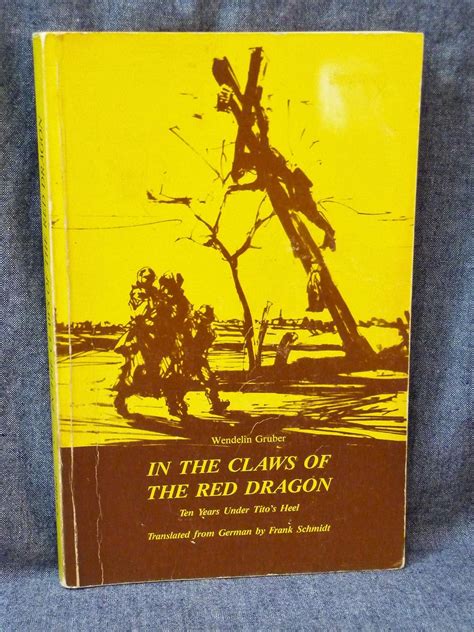 Wendelin Gruber
IN THE CLAWS OF
THE RED DRAGON
Ten Years Under Tito's Heel
Translated from German by Frank Schmidt